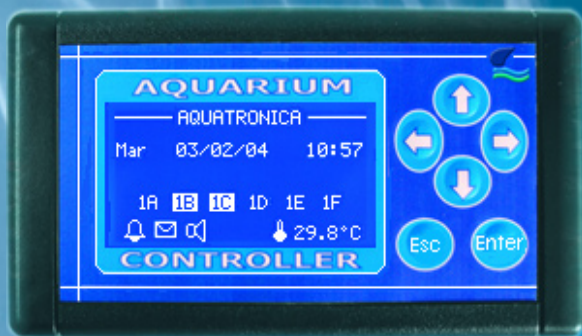 AQUARIUM
AQUATRONICA
Mar 03/02/04 10:57
1A 1B 1C 1D 1E 1F
29.8°C
CONTROLLER
Esc Enter